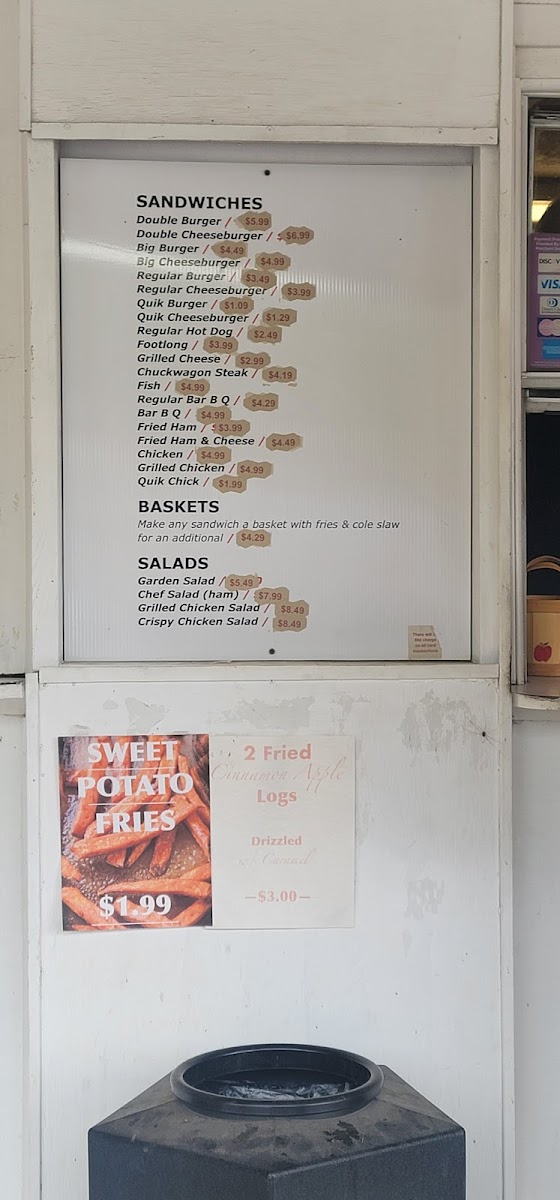 SANDWICHES
Double Burger / $5.99
Double Cheeseburger / $6.99
Big Burger / $4.49
Big Cheeseburger / $4.99
Regular Burger / $3.49
Regular Cheeseburger / $3.99
Quik Burger / $1.09
Quik Cheeseburger / $1.29
Regular Hot Dog / $2.49
Footlong / $3.99
Grilled Cheese / $2.99
Chuckwagon Steak / $4.19
Fish / $4.99
Regular Bar B Q / $4.29
Bar B Q / $4.99
Fried Ham / $3.99
Fried Ham & Cheese / $4.49
Chicken / $4.99
Grilled Chicken / $4.99
Quik Chick / $1.99
BASKETS
Make any sandwich a basket with fries & cole slaw
for an additional / $4.29
SALADS
Garden Salad / $5.49
Chef Salad (ham) / $7.99
Grilled Chicken Salad / $8.49
Crispy Chicken Salad / $8.49
SWEET
POTATO
FRIES
$1.99
2 Fried
Cinnamon Apple
Logs
Drizzled
w/ Caramel
—$3.00—
DISC
VISA